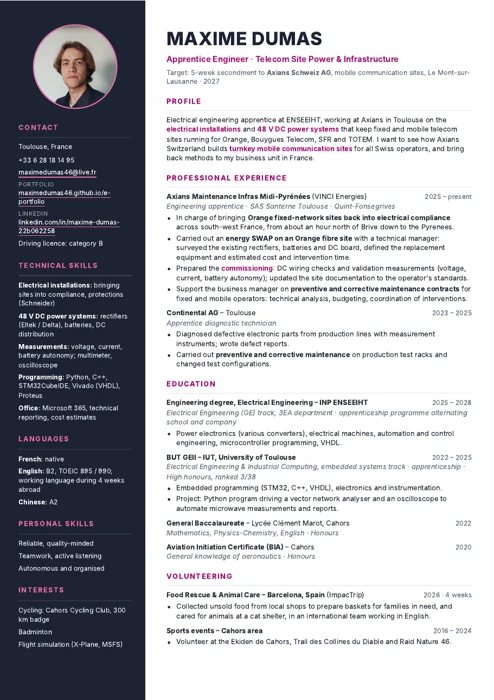 CONTACT
Toulouse, France
+33 6 28 18 14 95
maximedumas46@live.fr
PORTFOLIO
maximedumas46.github.io/e-
portfolio
LINKEDIN
linkedin.com/in/maxime-dumas-
22b062258
Driving licence: category B
TECHNICAL SKILLS
Electrical installations: bringing
sites into compliance, protections
(Schneider)
48 V DC power systems: rectifiers
(Eltek / Delta), batteries, DC
distribution
Measurements: voltage, current,
battery autonomy; multimeter,
oscilloscope
Programming: Python, C++,
STM32CubeIDE, Vivado (VHDL),
Proteus
Office: Microsoft 365, technical
reporting, cost estimates
LANGUAGES
French: native
English: B2, TOEIC 895 / 990;
working language during 4 weeks
abroad
Chinese: A2
PERSONAL SKILLS
Reliable, quality-minded
Teamwork, active listening
Autonomous and organised
INTERESTS
Cycling: Cahors Cycling Club, 300
km badge
Badminton
Flight simulation (X-Plane, MSFS)
MAXIME DUMAS
Apprentice Engineer · Telecom Site Power & Infrastructure
Target: 5-week secondment to Axians Schweiz AG, mobile communication sites, Le Mont-sur-
Lausanne · 2027
PROFILE
Electrical engineering apprentice at ENSEEIHT, working at Axians in Toulouse on the
electrical installations and 48 V DC power systems that keep fixed and mobile telecom
sites running for Orange, Bouygues Telecom, SFR and TOTEM. I want to see how Axians
Switzerland builds turnkey mobile communication sites for all Swiss operators, and bring
back methods to my business unit in France.
PROFESSIONAL EXPERIENCE
Axians Maintenance Infras Midi-Pyrénées (VINCI Energies) 2025 – present
Engineering apprentice · SAS Santerne Toulouse · Quint-Fonsegrives
• In charge of bringing Orange fixed-network sites back into electrical compliance
across south-west France, from about an hour north of Brive down to the Pyrenees.
• Carried out an energy SWAP on an Orange fibre site with a technical manager:
surveyed the existing rectifiers, batteries and DC board, defined the replacement
equipment and estimated cost and intervention time.
• Prepared the commissioning: DC wiring checks and validation measurements (voltage,
current, battery autonomy); updated the site documentation to the operator's standards.
• Support the business manager on preventive and corrective maintenance contracts for
fixed and mobile operators: technical analysis, budgeting, coordination of interventions.
Continental AG – Toulouse 2023 – 2025
Apprentice diagnostic technician
• Diagnosed defective electronic parts from production lines with measurement
instruments; wrote defect reports.
• Carried out preventive and corrective maintenance on production test racks and
changed test configurations.
EDUCATION
Engineering degree, Electrical Engineering – INP ENSEEIHT 2025 – 2028
Electrical Engineering (GE) track, 3EA department · apprenticeship programme alternating
school and company
• Power electronics (various converters), electrical machines, automation and control
engineering, microcontroller programming, VHDL.
BUT GEII – IUT, University of Toulouse 2022 – 2025
Electrical Engineering & Industrial Computing, embedded systems track · apprenticeship ·
High honours, ranked 3/38
• Embedded programming (STM32, C++, VHDL), electronics and instrumentation.
• Project: Python program driving a vector network analyser and an oscilloscope to
automate microwave measurements and reports.
General Baccalaureate – Lycée Clément Marot, Cahors 2022
Mathematics, Physics-Chemistry, English · Honours
Aviation Initiation Certificate (BIA) – Cahors 2020
General knowledge of aeronautics · Honours
VOLUNTEERING
Food Rescue & Animal Care – Barcelona, Spain (ImpacTrip) 2026 · 4 weeks
• Collected unsold food from local shops to prepare baskets for families in need, and
cared for animals at a cat shelter, in an international team working in English.
Sports events – Cahors area 2016 – 2024
• Volunteer at the Ekiden de Cahors, Trail des Collines du Diable and Raid Nature 46.